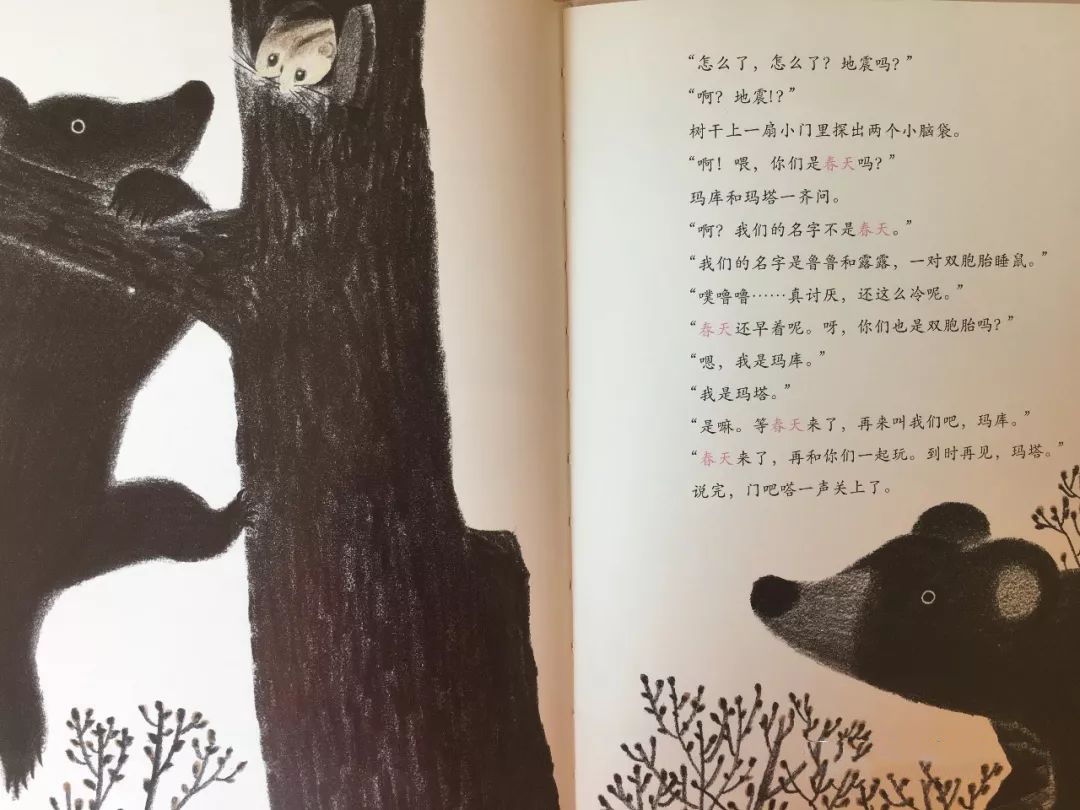 “怎么了，怎么了？地震吗？”
“啊？地震！？”
树干上一扇小门里探出两个小脑袋。
“啊！喂，你们是春天吗？”
玛库和玛塔一齐问。
“啊？我们的名字不是春天。”
“我们的名字是鲁鲁和露露，一对双胞胎睡鼠。”
“噗噜噜……真讨厌，还这么冷呢。”
“春天还早着呢。呀，你们也是双胞胎吗？”
“嗯，我是玛库。”
“我是玛塔。”
“是嘛。等春天来了，再来叫我们吧，玛库。”
“春天来了，再和你们一起玩。到时再见，玛塔。”
说完，门吧嗒一声关上了。